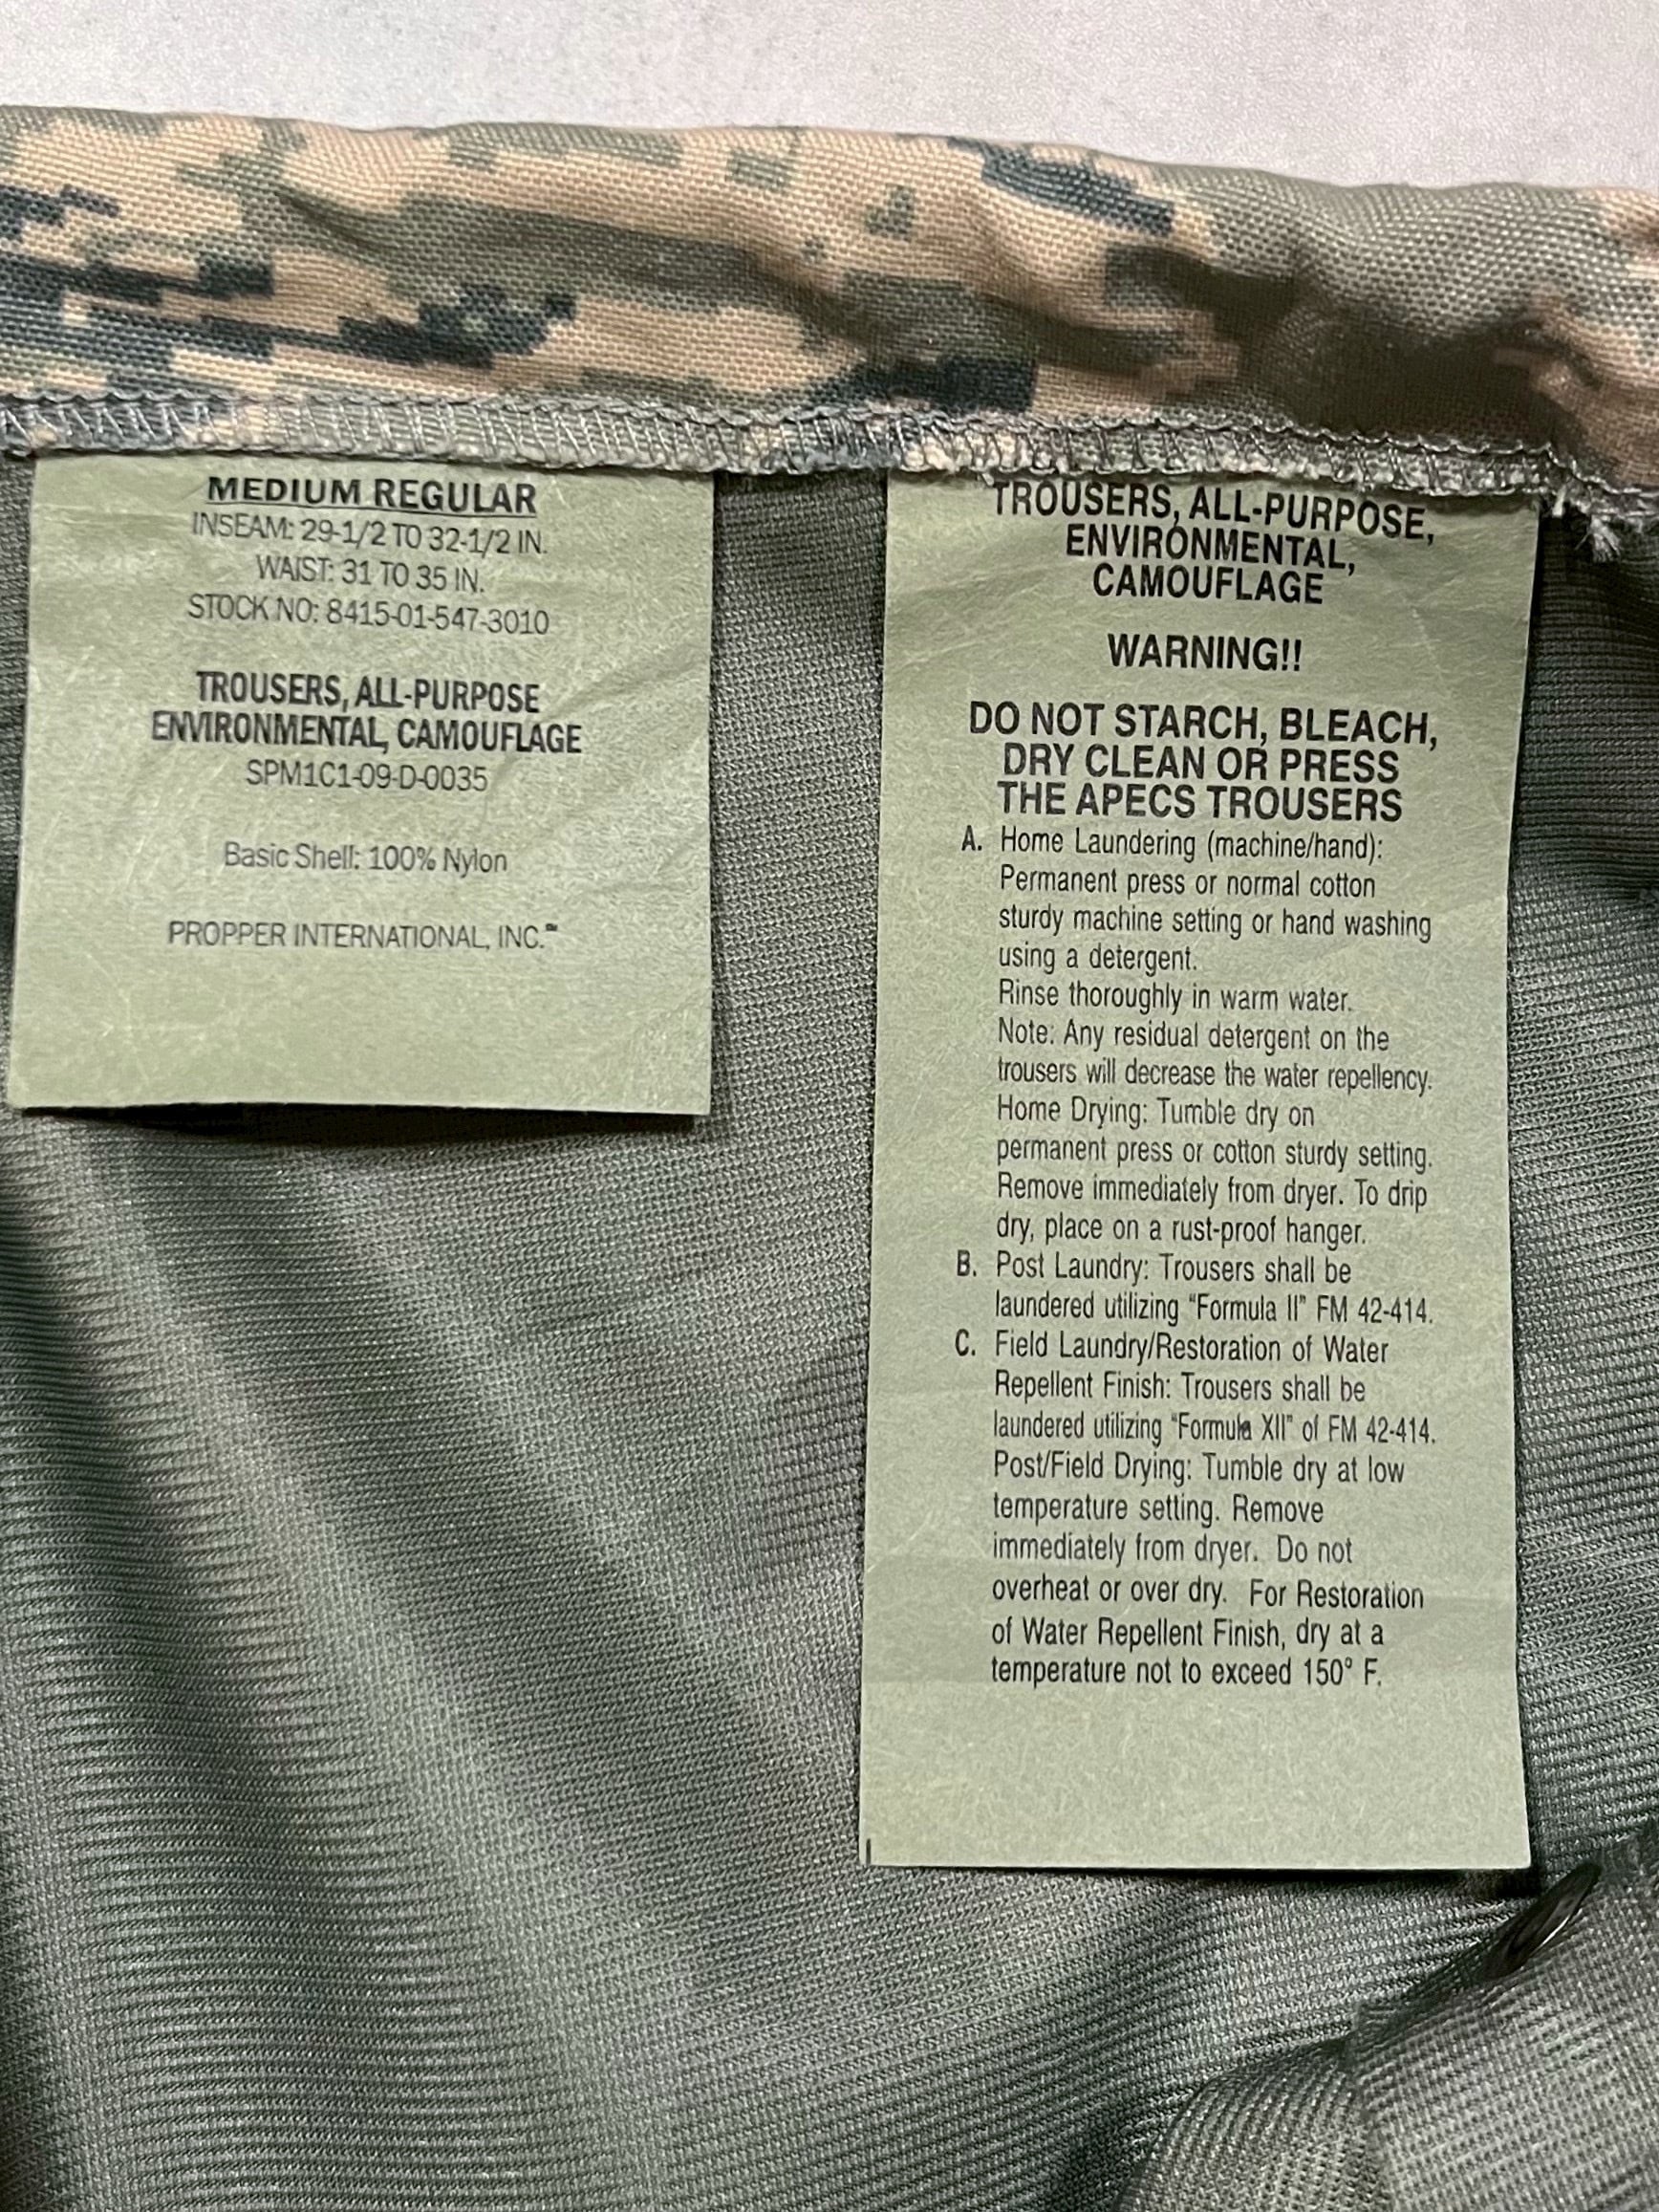 MEDIUM REGULAR
INSEAM: 29-1/2 TO 32-1/2 IN.
WAIST: 31 TO 35 IN.
STOCK NO: 8415-01-547-3010
TROUSERS, ALL-PURPOSE
ENVIRONMENTAL, CAMOUFLAGE
SPM1C1-09-D-0035
Basic Shell: 100% Nylon
PROPPER INTERNATIONAL, INC.™
TROUSERS, ALL-PURPOSE,
ENVIRONMENTAL,
CAMOUFLAGE
WARNING!!
DO NOT STARCH, BLEACH,
DRY CLEAN OR PRESS
THE APECS TROUSERS
A. Home Laundering (machine/hand):
Permanent press or normal cotton
sturdy machine setting or hand washing
using a detergent.
Rinse thoroughly in warm water.
Note: Any residual detergent on the
trousers will decrease the water repellency.
Home Drying: Tumble dry on
permanent press or cotton sturdy setting.
Remove immediately from dryer. To drip
dry, place on a rust-proof hanger.
B. Post Laundry: Trousers shall be
laundered utilizing "Formula II" FM 42-414.
C. Field Laundry/Restoration of Water
Repellent Finish: Trousers shall be
laundered utilizing "Formula XII" of FM 42-414.
Post/Field Drying: Tumble dry at low
temperature setting. Remove
immediately from dryer. Do not
overheat or over dry. For Restoration
of Water Repellent Finish, dry at a
temperature not to exceed 150° F.